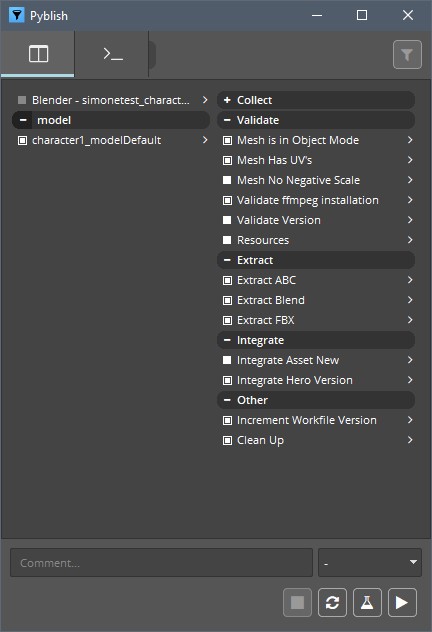 Pyblish
Blender - simonetest_charact...
model
character1_modelDefault
Collect
Validate
Mesh is in Object Mode
Mesh Has UV's
Mesh No Negative Scale
Validate ffmpeg installation
Validate Version
Resources
Extract
Extract ABC
Extract Blend
Extract FBX
Integrate
Integrate Asset New
Integrate Hero Version
Other
Increment Workfile Version
Clean Up
Comment...
-